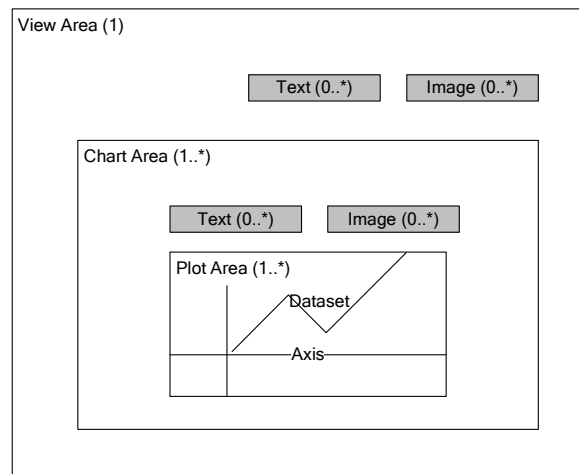 View Area (1)
Text (0..*)
Image (0..*)
Chart Area (1..*)
Text (0..*)
Image (0..*)
Plot Area (1..*)
Dataset
Axis